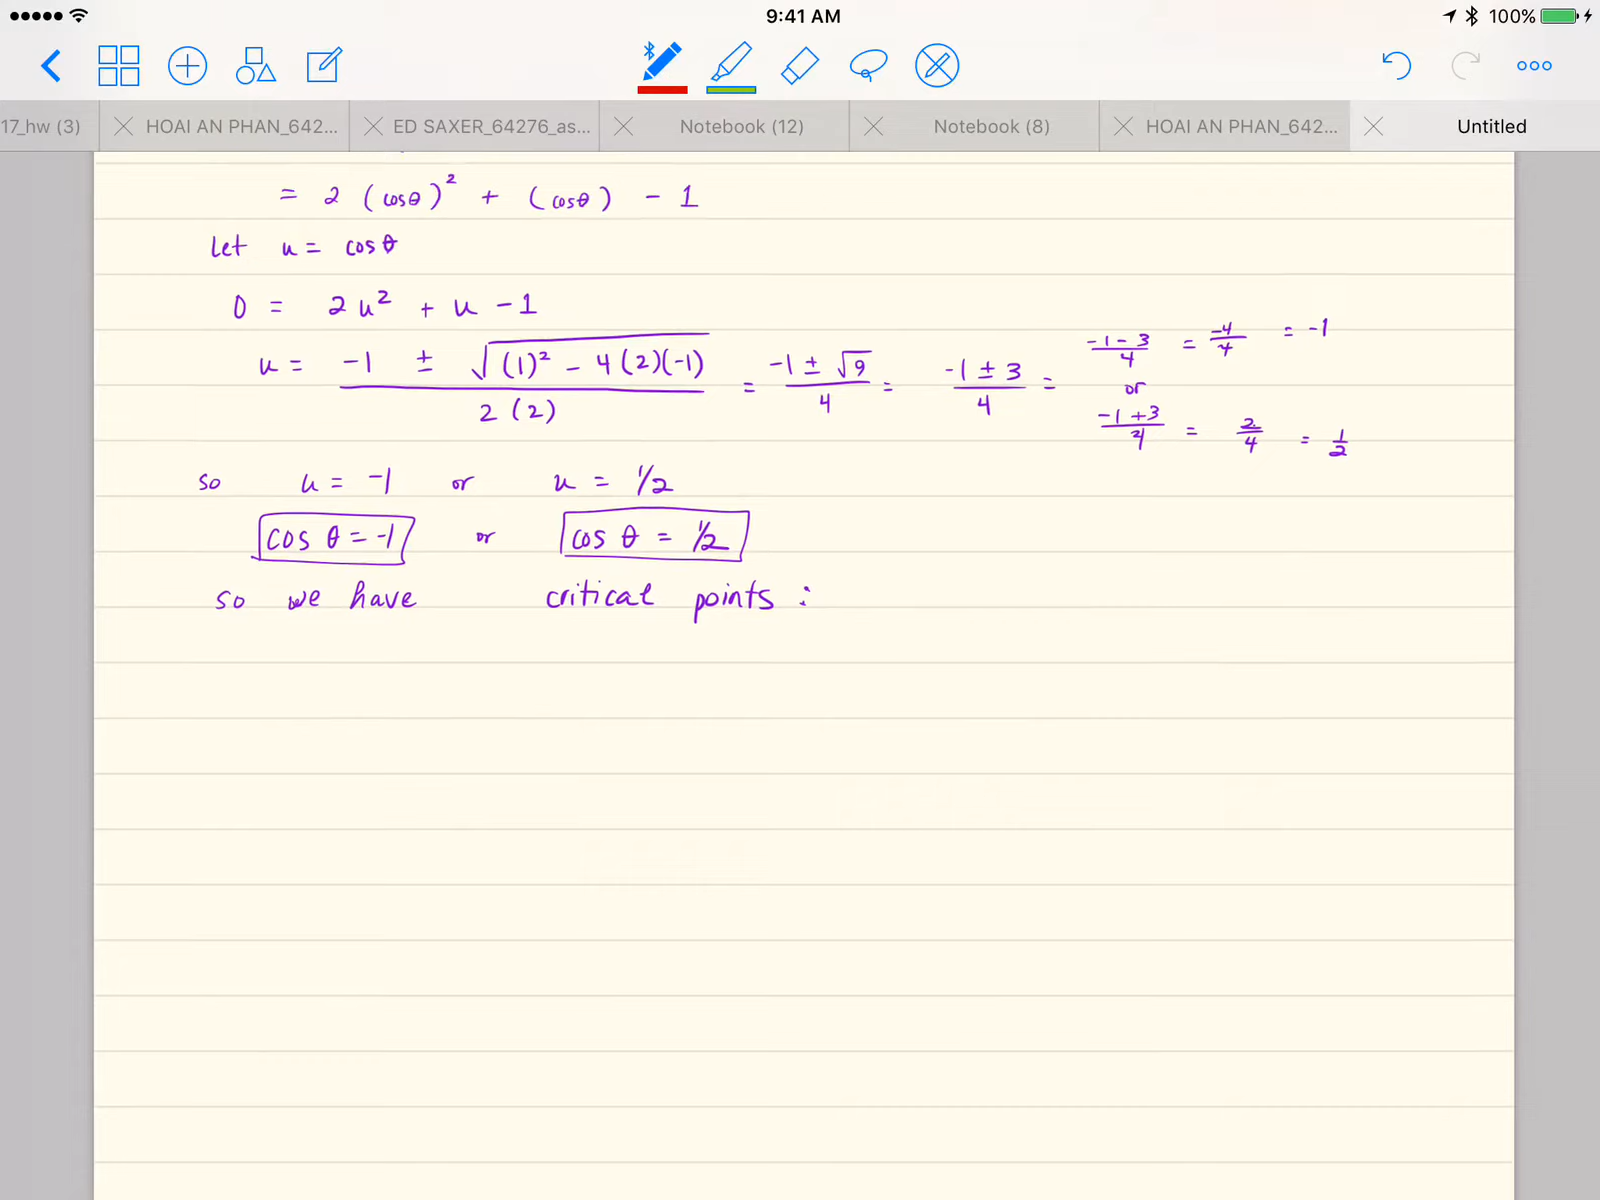 9:41 AM
100%
17_hw (3)
HOAI AN PHAN_642...
ED SAXER_64276_as...
Notebook (12)
Notebook (8)
HOAI AN PHAN_642...
Untitled
= 2 (cosθ)² + (cosθ) - 1
Let u = cosθ
0 = 2u² + u - 1
u = -1 ± √(1)² - 4(2)(-1) / 2(2) = -1 ± √9 / 4 = -1 ± 3 / 4 =
-1 - 3 / 4 = -4/4 = -1
or
-1 + 3 / 4 = 2/4 = 1/2
so u = -1 or u = 1/2
cos θ = -1 or cos θ = 1/2
so we have critical points :